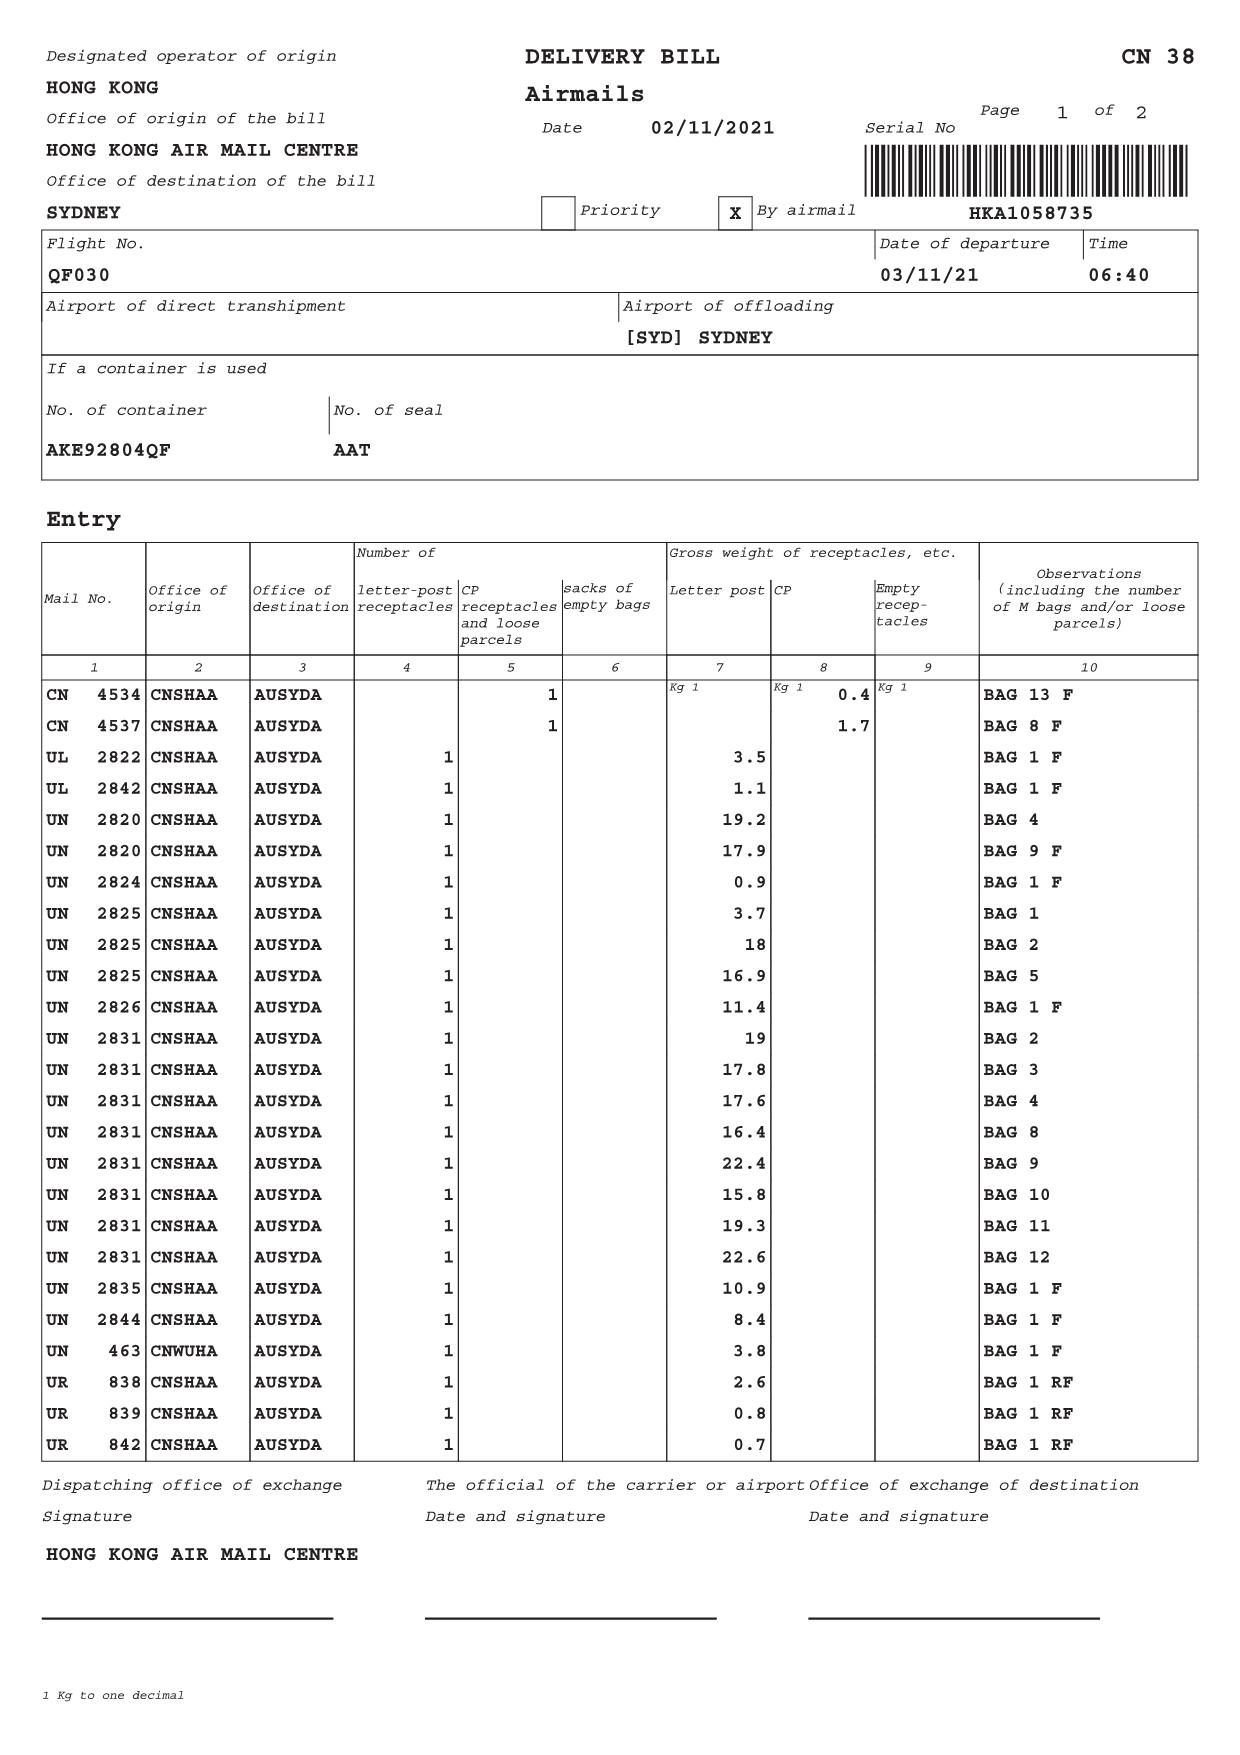 Designated operator of origin DELIVERY BILL CN 38
HONG KONG Airmails
Office of origin of the bill Date 02/11/2021 Serial No Page 1 of 2
HONG KONG AIR MAIL CENTRE
Office of destination of the bill
SYDNEY Priority X By airmail HKA1058735
Flight No. Date of departure Time
QF030 03/11/21 06:40
Airport of direct transhipment Airport of offloading
[SYD] SYDNEY
If a container is used
No. of container No. of seal
AKE92804QF AAT
Entry
Number of Gross weight of receptacles, etc.
Mail No. Office of origin Office of destination letter-post receptacles CP receptacles and loose parcels sacks of empty bags Letter post CP Empty recep-tacles Observations (including the number of M bags and/or loose parcels)
1 2 3 4 5 6 7 8 9 10
CN 4534 CNSHAA AUSYDA 1 Kg 1 Kg 1 0.4 Kg 1 BAG 13 F
CN 4537 CNSHAA AUSYDA 1 1.7 BAG 8 F
UL 2822 CNSHAA AUSYDA 1 3.5 BAG 1 F
UL 2842 CNSHAA AUSYDA 1 1.1 BAG 1 F
UN 2820 CNSHAA AUSYDA 1 19.2 BAG 4
UN 2820 CNSHAA AUSYDA 1 17.9 BAG 9 F
UN 2824 CNSHAA AUSYDA 1 0.9 BAG 1 F
UN 2825 CNSHAA AUSYDA 1 3.7 BAG 1
UN 2825 CNSHAA AUSYDA 1 18 BAG 2
UN 2825 CNSHAA AUSYDA 1 16.9 BAG 5
UN 2826 CNSHAA AUSYDA 1 11.4 BAG 1 F
UN 2831 CNSHAA AUSYDA 1 19 BAG 2
UN 2831 CNSHAA AUSYDA 1 17.8 BAG 3
UN 2831 CNSHAA AUSYDA 1 17.6 BAG 4
UN 2831 CNSHAA AUSYDA 1 16.4 BAG 8
UN 2831 CNSHAA AUSYDA 1 22.4 BAG 9
UN 2831 CNSHAA AUSYDA 1 15.8 BAG 10
UN 2831 CNSHAA AUSYDA 1 19.3 BAG 11
UN 2831 CNSHAA AUSYDA 1 22.6 BAG 12
UN 2835 CNSHAA AUSYDA 1 10.9 BAG 1 F
UN 2844 CNSHAA AUSYDA 1 8.4 BAG 1 F
UN 463 CNWUHA AUSYDA 1 3.8 BAG 1 F
UR 838 CNSHAA AUSYDA 1 2.6 BAG 1 RF
UR 839 CNSHAA AUSYDA 1 0.8 BAG 1 RF
UR 842 CNSHAA AUSYDA 1 0.7 BAG 1 RF
Dispatching office of exchange The official of the carrier or airport Office of exchange of destination
Signature Date and signature Date and signature
HONG KONG AIR MAIL CENTRE
1 Kg to one decimal